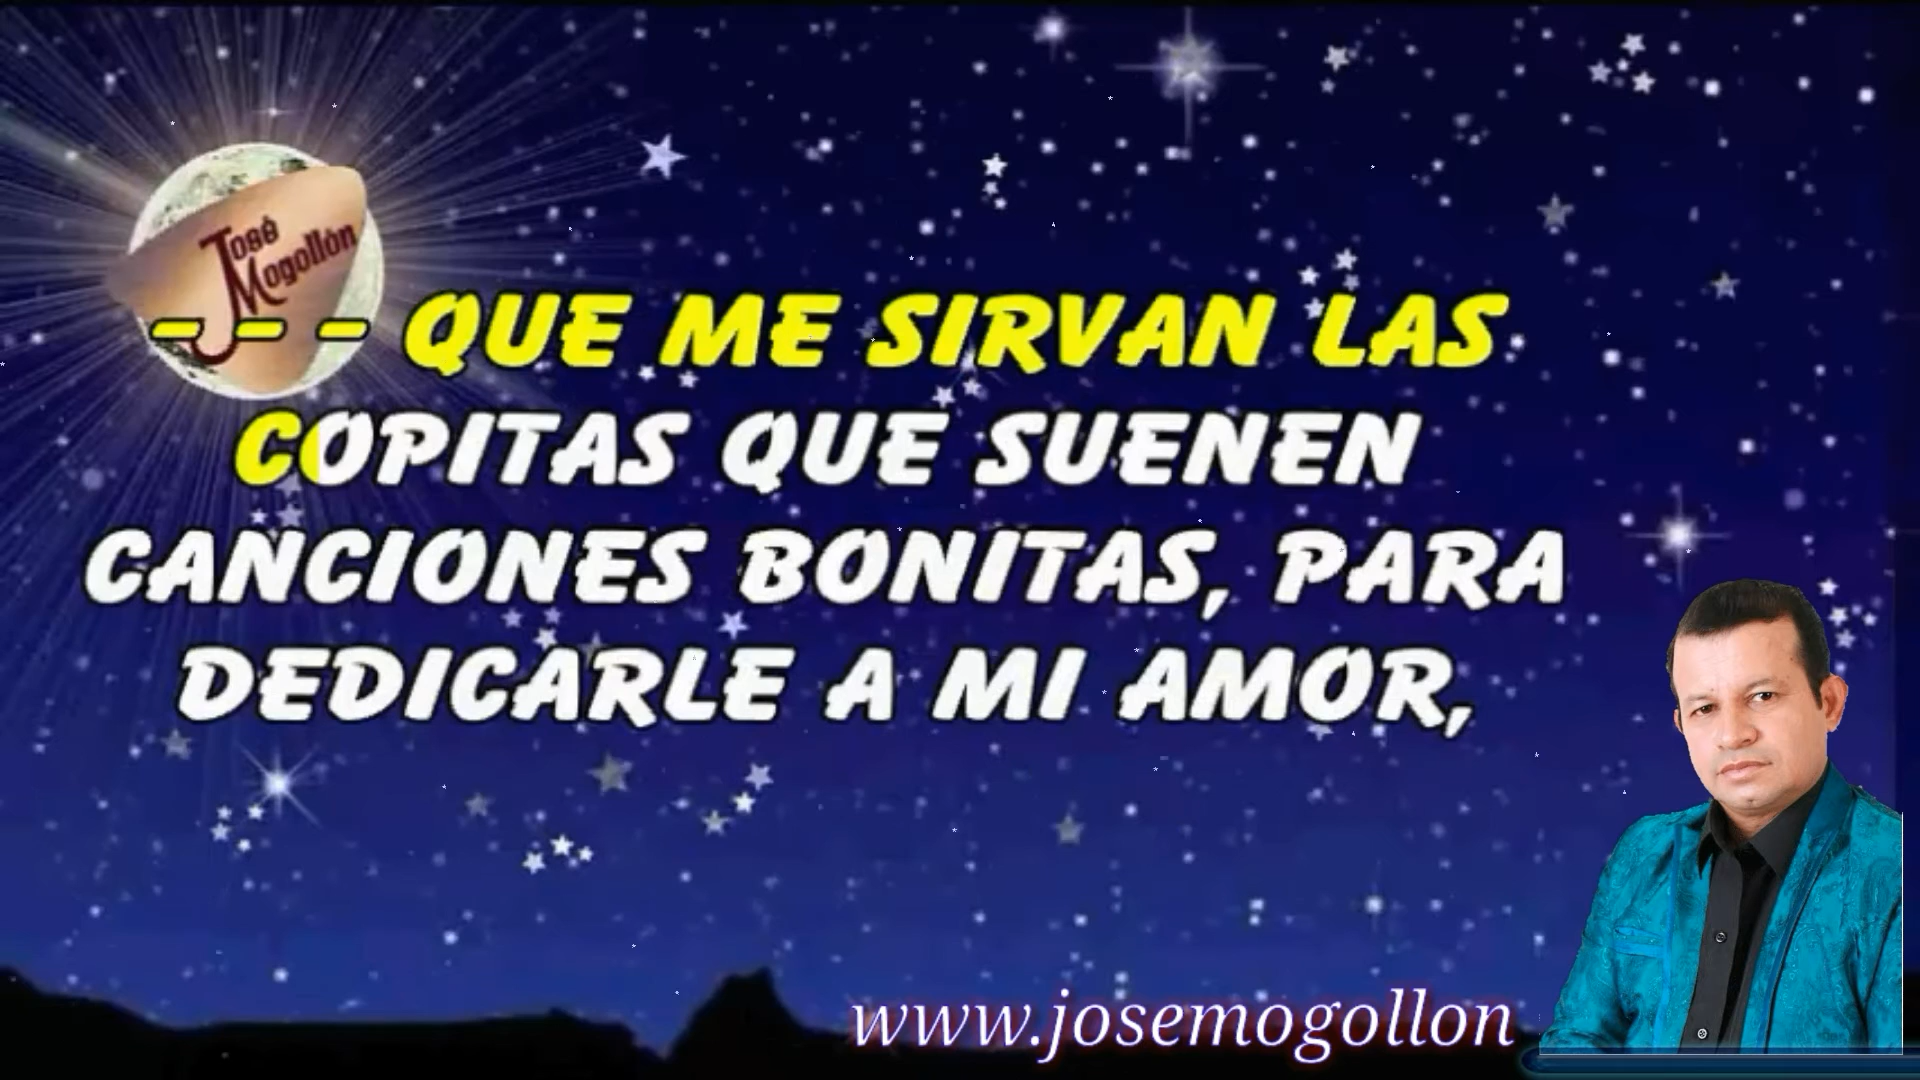 José
Mogollón
- - - QUE ME SIRVAN LAS
COPITAS QUE SUENEN
CANCIONES BONITAS, PARA
DEDICARLE A MI AMOR,
www.josemogollon